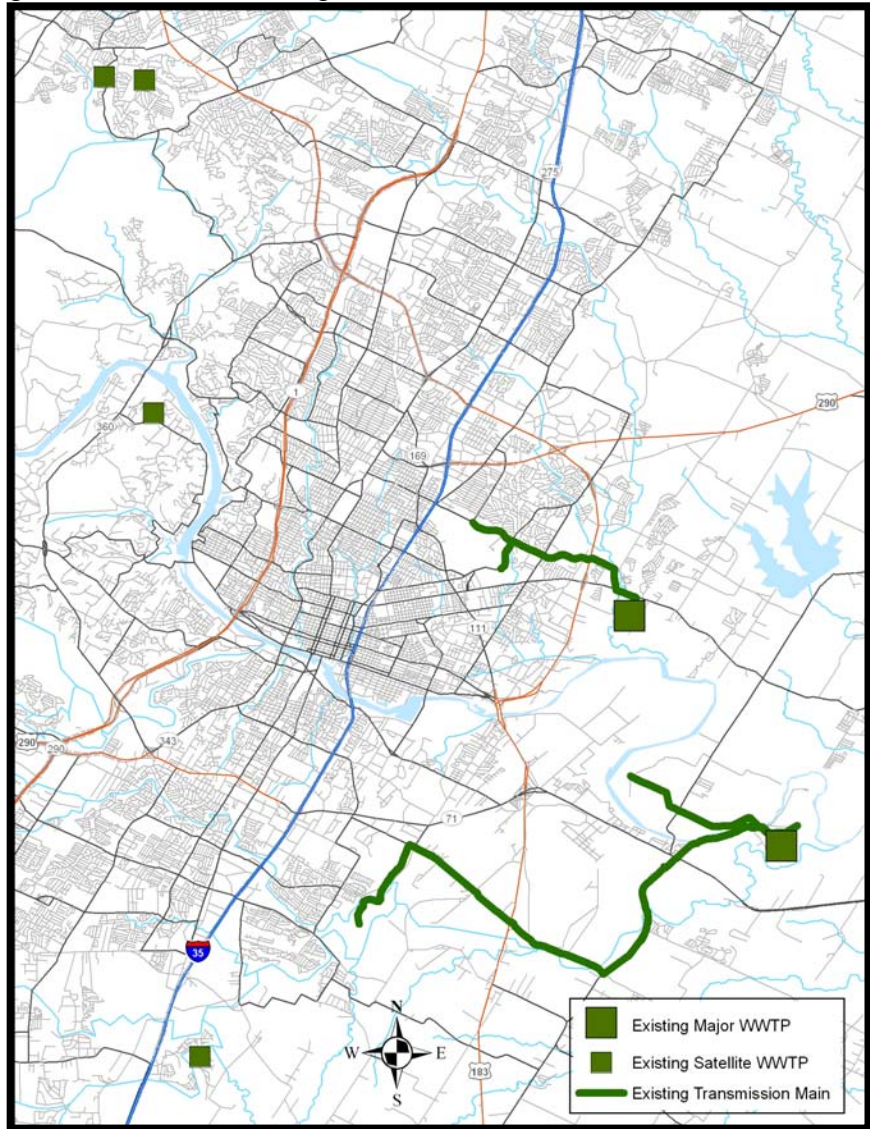 275
1
290
360
169
111
290
290
343
71
35
N
W E
S
183
Existing Major WWTP
Existing Satellite WWTP
Existing Transmission Main